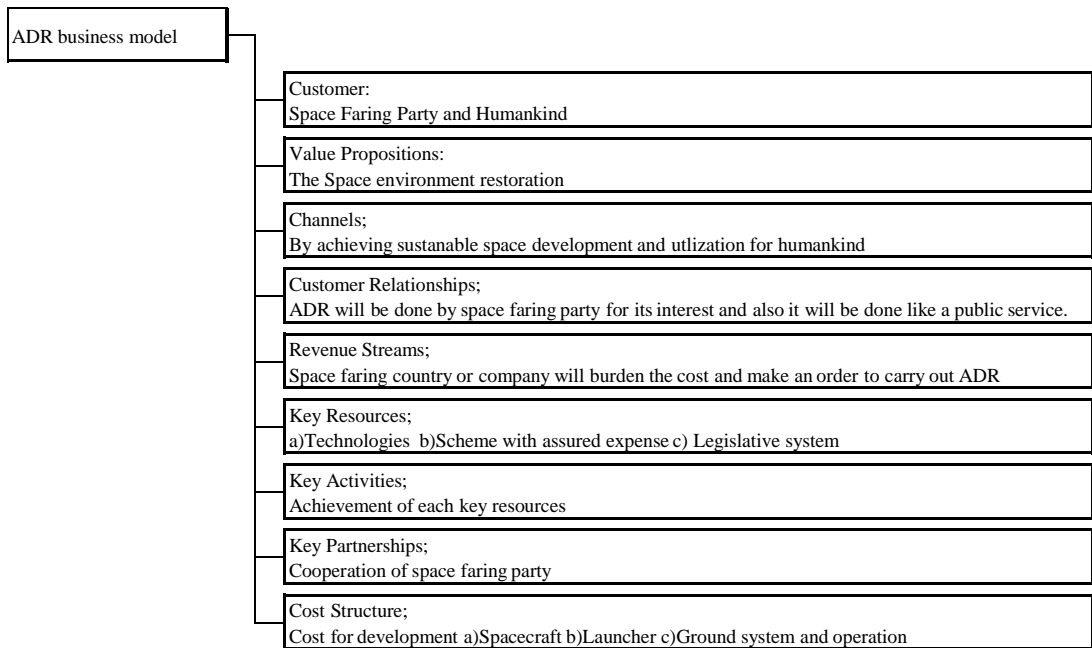 ADR business model
Customer:
Space Faring Party and Humankind
Value Propositions:
The Space environment restoration
Channels;
By achieving sustanable space development and utlization for humankind
Customer Relationships;
ADR will be done by space faring party for its interest and also it will be done like a public service.
Revenue Streams;
Space faring country or company will burden the cost and make an order to carry out ADR
Key Resources;
a)Technologies b)Scheme with assured expense c) Legislative system
Key Activities;
Achievement of each key resources
Key Partnerships;
Cooperation of space faring party
Cost Structure;
Cost for development a)Spacecraft b)Launcher c)Ground system and operation